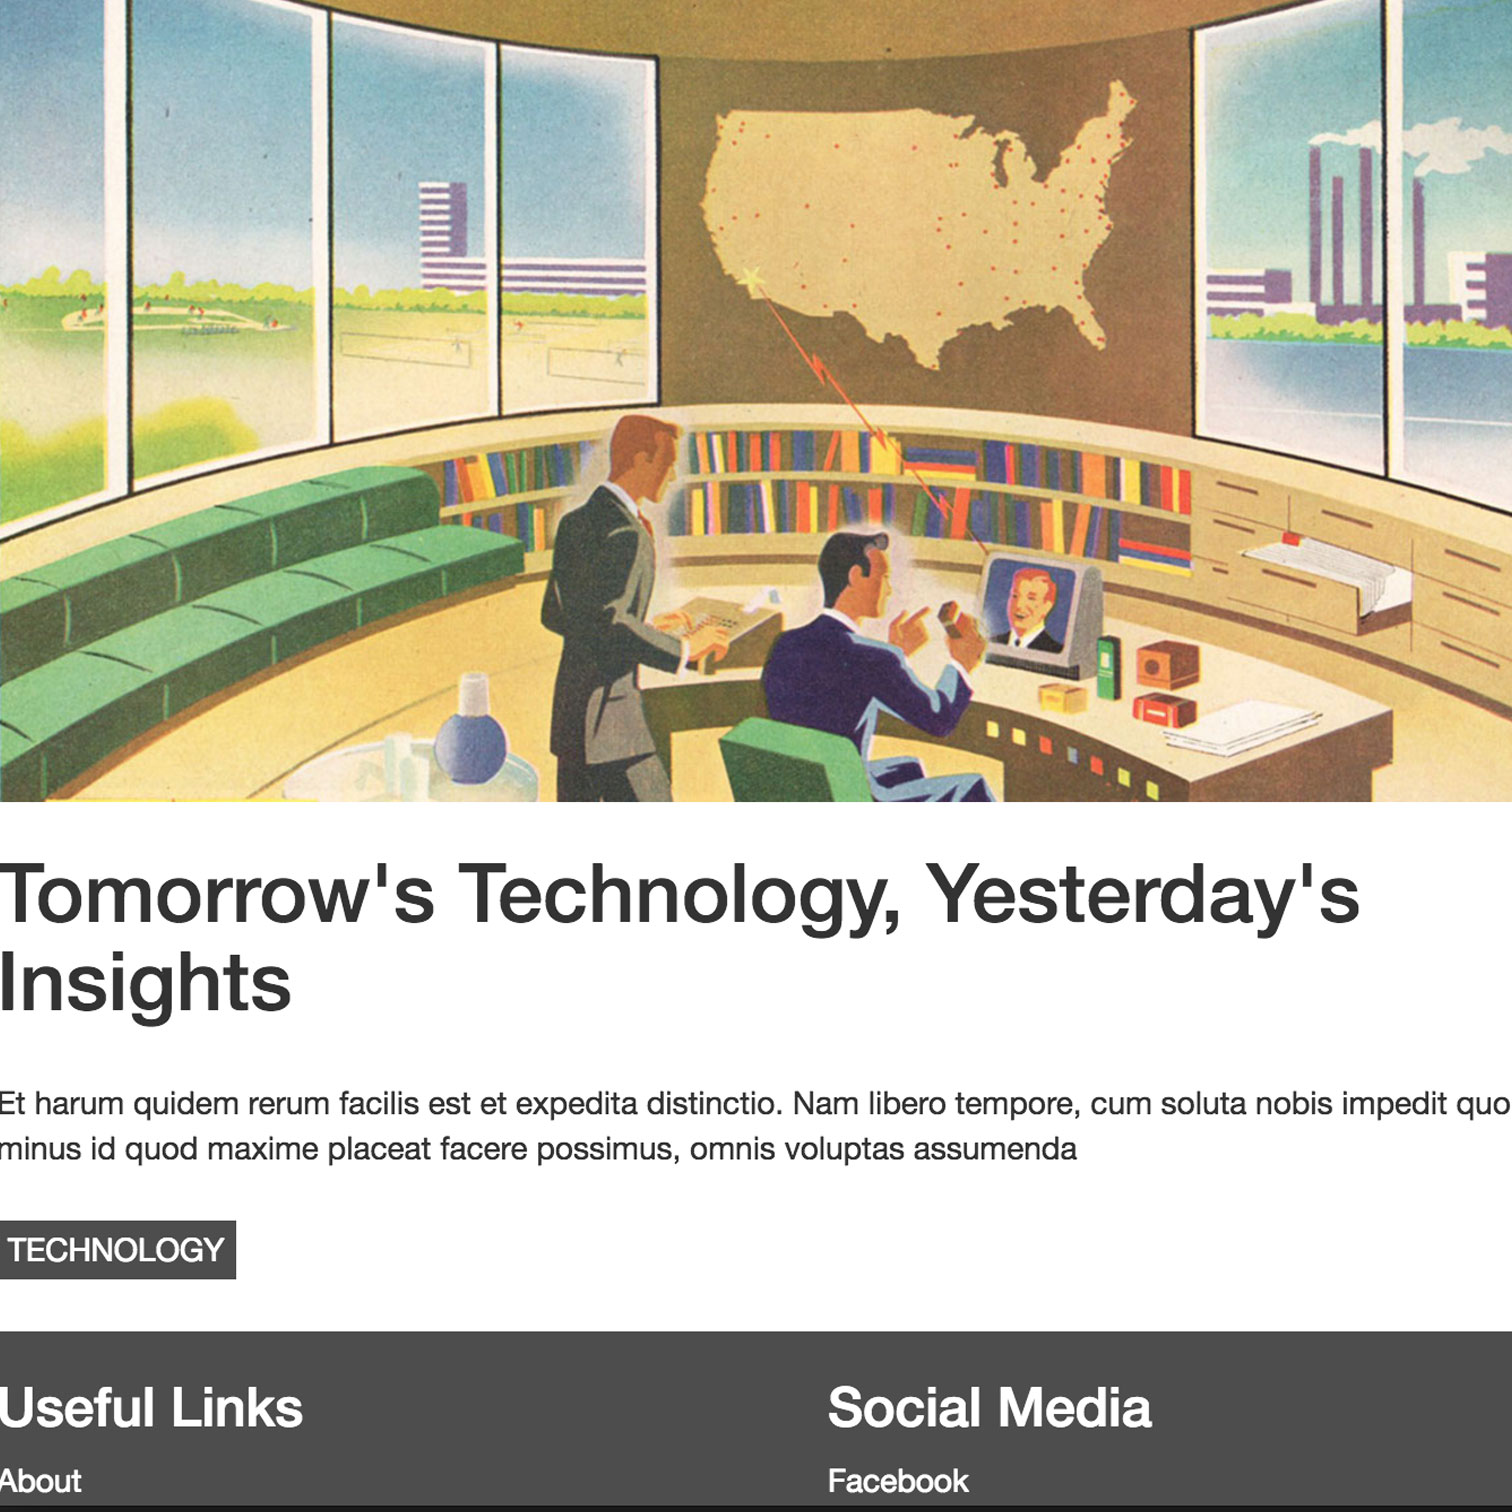 Tomorrow's Technology, Yesterday's
Insights
Et harum quidem rerum facilis est et expedita distinctio. Nam libero tempore, cum soluta nobis impedit quo
minus id quod maxime placeat facere possimus, omnis voluptas assumenda
TECHNOLOGY
Useful Links
Social Media
About
Facebook